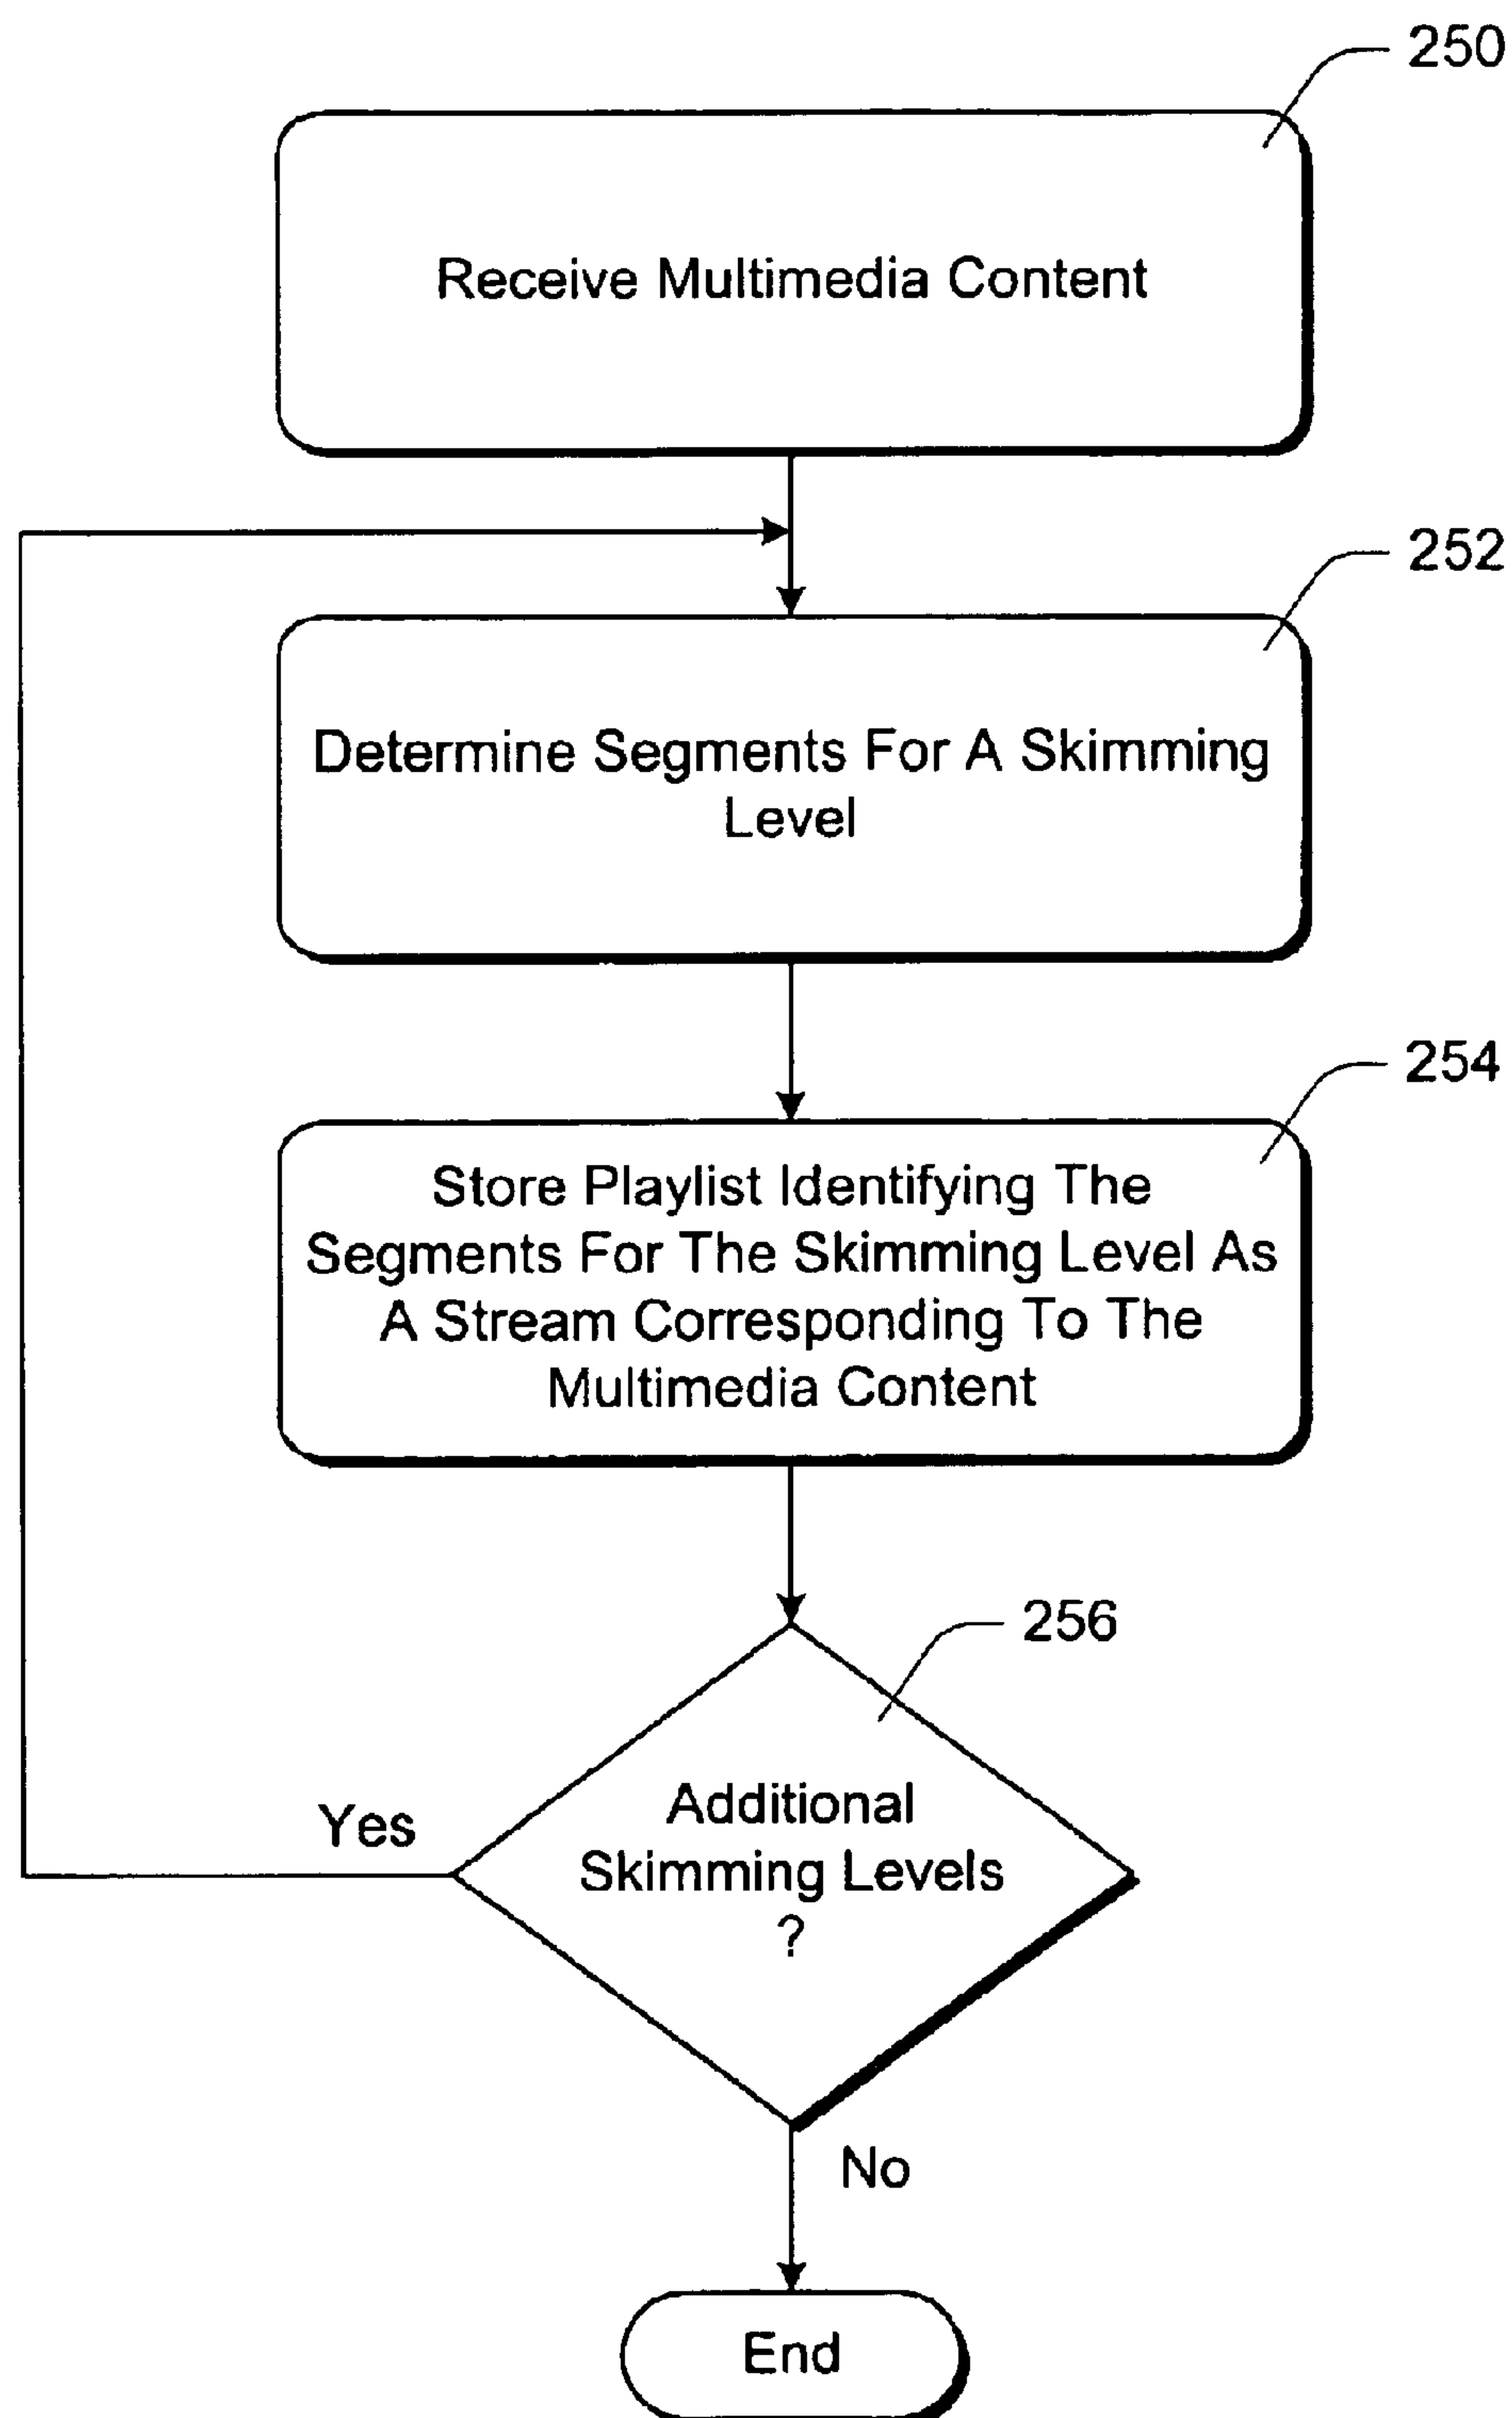 250
Receive Multimedia Content
252
Determine Segments For A Skimming
Level
254
Store Playlist Identifying The
Segments For The Skimming Level As
A Stream Corresponding To The
Multimedia Content
256
Additional
Skimming Levels
?
Yes
No
End